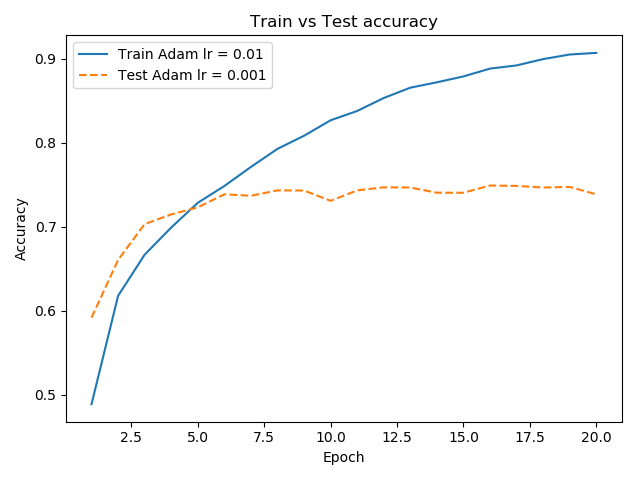 Train vs Test accuracy
Train Adam lr = 0.01
Test Adam lr = 0.001
Accuracy
0.9
0.8
0.7
0.6
0.5
2.5 5.0 7.5 10.0 12.5 15.0 17.5 20.0
Epoch